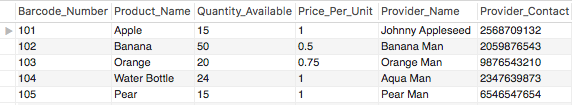 Barcode_Number Product_Name Quantity_Available Price_Per_Unit Provider_Name Provider_Contact
101 Apple 15 1 Johnny Appleseed 2568709132
102 Banana 50 0.5 Banana Man 2059876543
103 Orange 20 0.75 Orange Man 9876543210
104 Water Bottle 24 1 Aqua Man 2347639873
105 Pear 15 1 Pear Man 6546547654